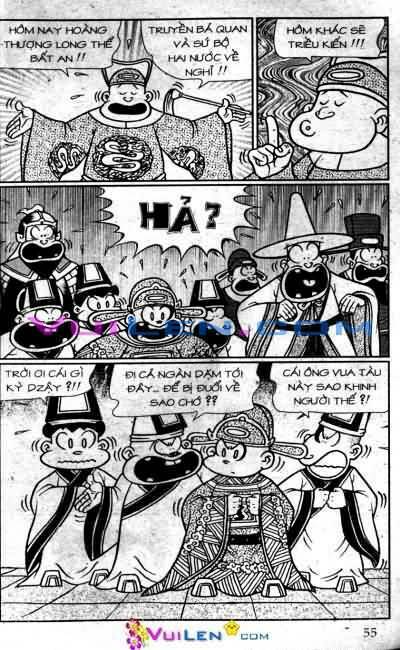 HÔM NAY HOÀNG
THƯỢNG LONG THỂ
BẤT AN !!
TRUYỀN BÁ QUAN
VÀ SỨ BỘ
HAI NƯỚC VỀ
NGHỈ !!
HÔM KHÁC SẼ
TRIỀU KIẾN !!!
HẢ?
VUILEN.COM
TRỜI OI CÁI GÌ
KỲ DZẬY ?!!
ĐI CẢ NGÀN DẶM TỚI
ĐÂY... ĐỂ BỊ ĐUỔI VỀ
SAO CHỚ ??
CÁI ÔNG VUA TÀU
NÀY SAO KHINH
NGƯỜI THẾ ?!
55
VUILEN COM